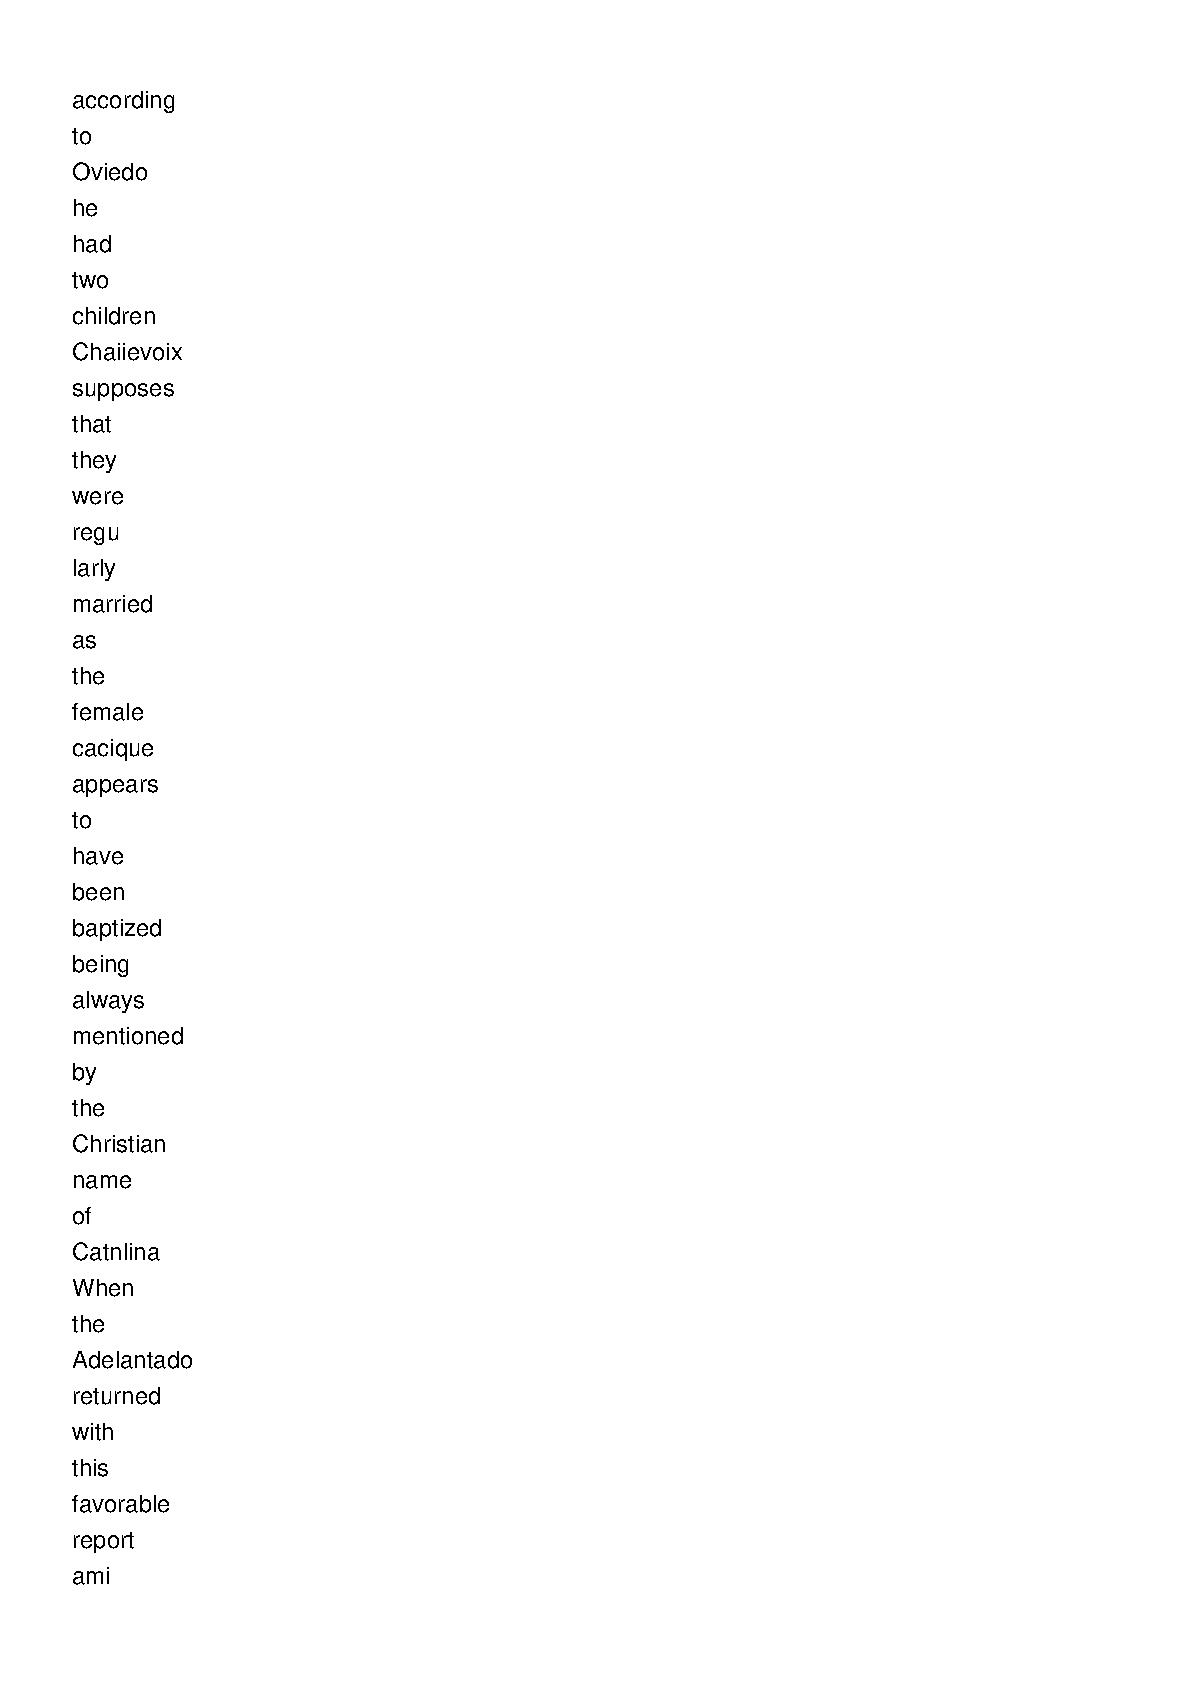 according
to
Oviedo
he
had
two
children
Chaiievoix
supposes
that
they
were
regu
larly
married
as
the
female
cacique
appears
to
have
been
baptized
being
always
mentioned
by
the
Christian
name
of
Catnlina
When
the
Adelantado
returned
with
this
favorable
report
ami